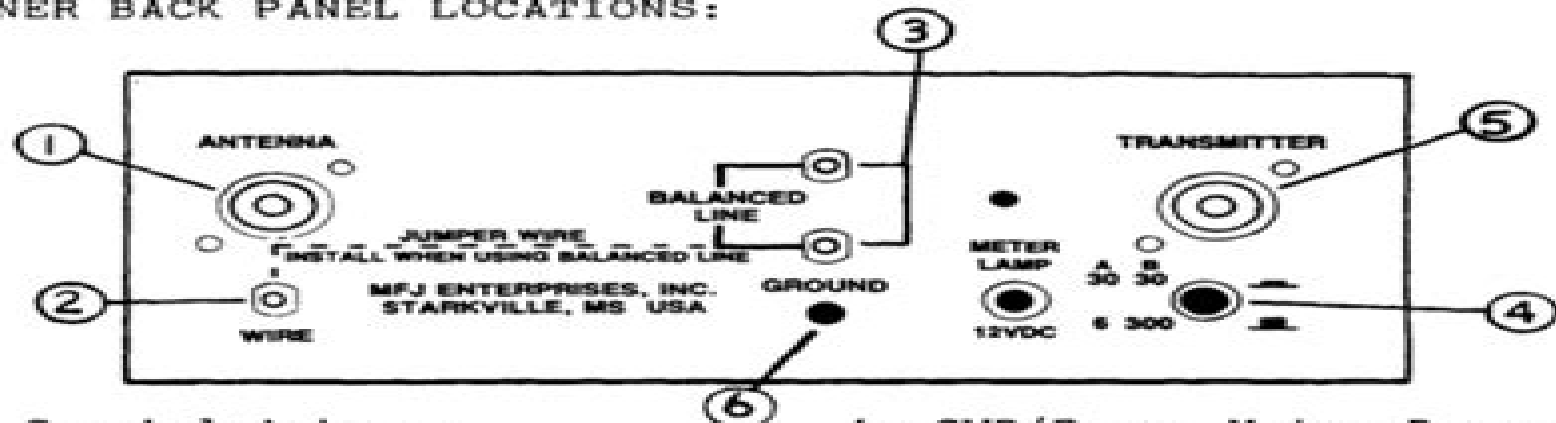 NER BACK PANEL LOCATIONS:
3
1
ANTENNA
TRANSMITTER
5
BALANCED
LINE
JUMPER WIRE
INSTALL WHEN USING BALANCED LINE
METER
LAMP
A B
30 30
2
MFJ ENTERPRISES, INC.
STARKVILLE, MS USA
GROUND
6 300
4
WIRE
12VDC
6